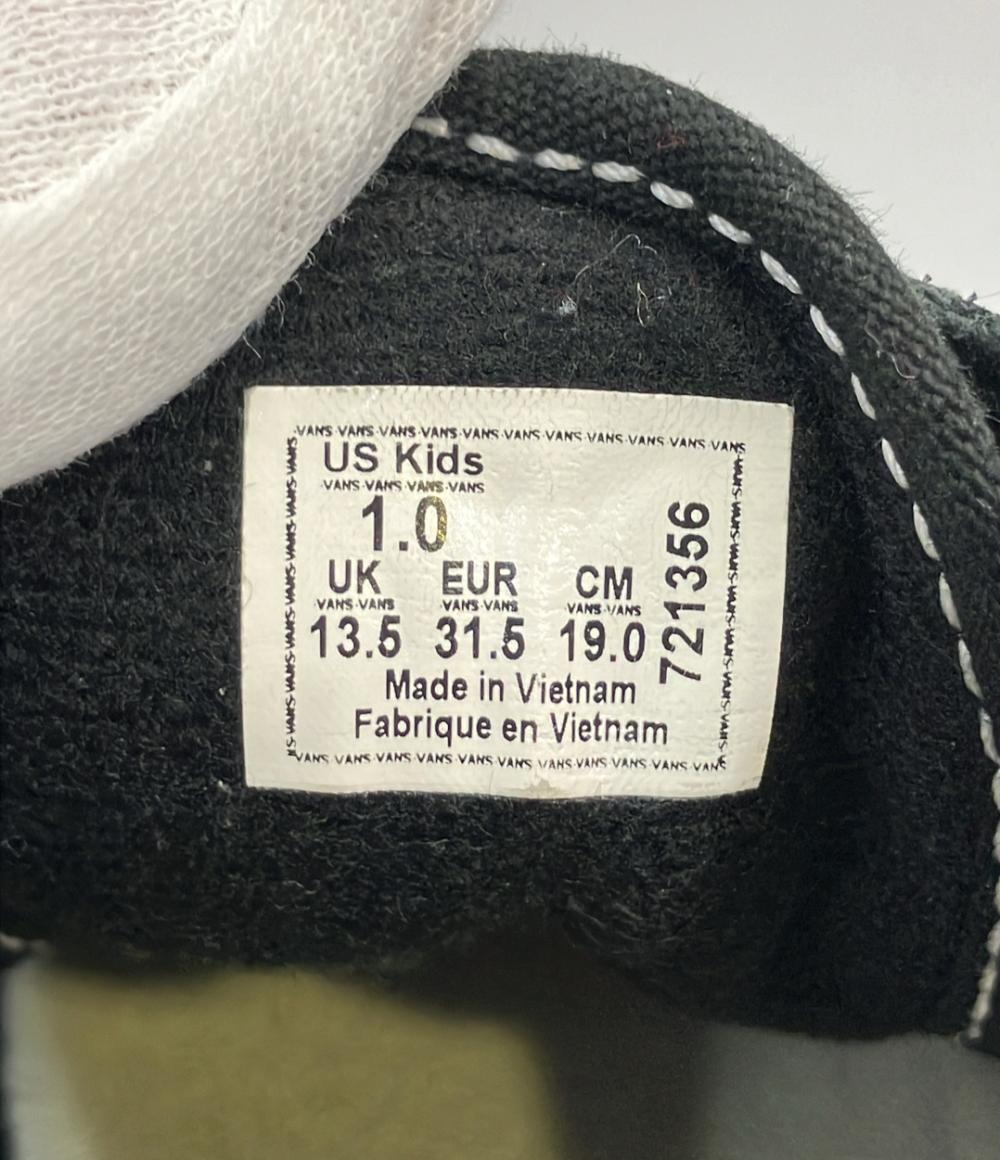 VANS·VANS·VANS·VANS·VANS·VANS·VANS·VANS·VANS·VANS·VANS
US Kids
VANS·VANS·VANS·VANS
1.0
UK EUR CM
VANS·VANS VANS·VANS VANS·VANS
13.5 31.5 19.0
721356
Made in Vietnam
Fabrique en Vietnam
VANS·VANS·VANS·VANS·VANS·VANS·VANS·VANS·VANS·VANS·VANS